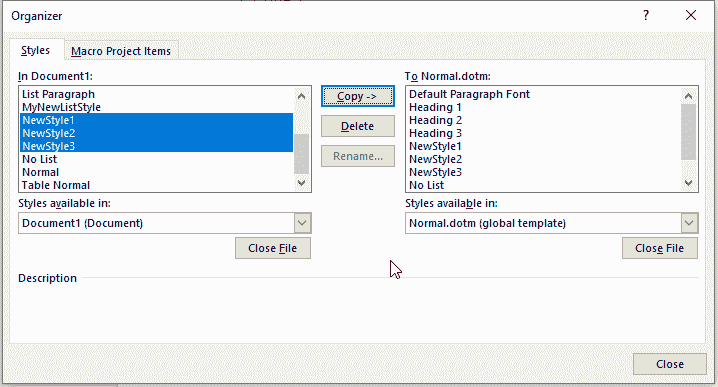 Organizer
?
Styles
Macro Project Items
In Document1:
List Paragraph
MyNewListStyle
NewStyle1
NewStyle2
NewStyle3
No List
Normal
Table Normal
Styles available in:
Document1 (Document)
Close File
Copy ->
Delete
Rename...
To Normal.dotm:
Default Paragraph Font
Heading 1
Heading 2
Heading 3
NewStyle1
NewStyle2
NewStyle3
No List
Styles available in:
Normal.dotm (global template)
Close File
Description
Close